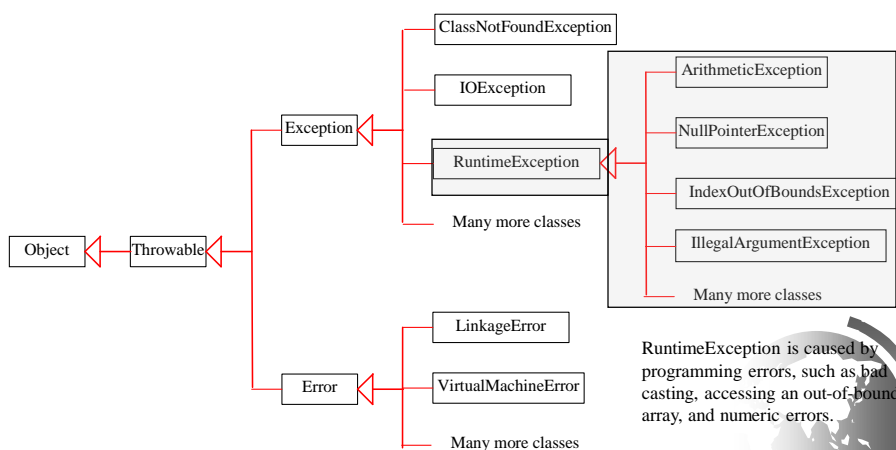 ClassNotFoundException
IOException
Exception
RuntimeException
Many more classes
ArithmeticException
NullPointerException
IndexOutOfBoundsException
IllegalArgumentException
Many more classes
Object
Throwable
Error
LinkageError
VirtualMachineError
Many more classes
RuntimeException is caused by
programming errors, such as bad
casting, accessing an out-of-bound
array, and numeric errors.